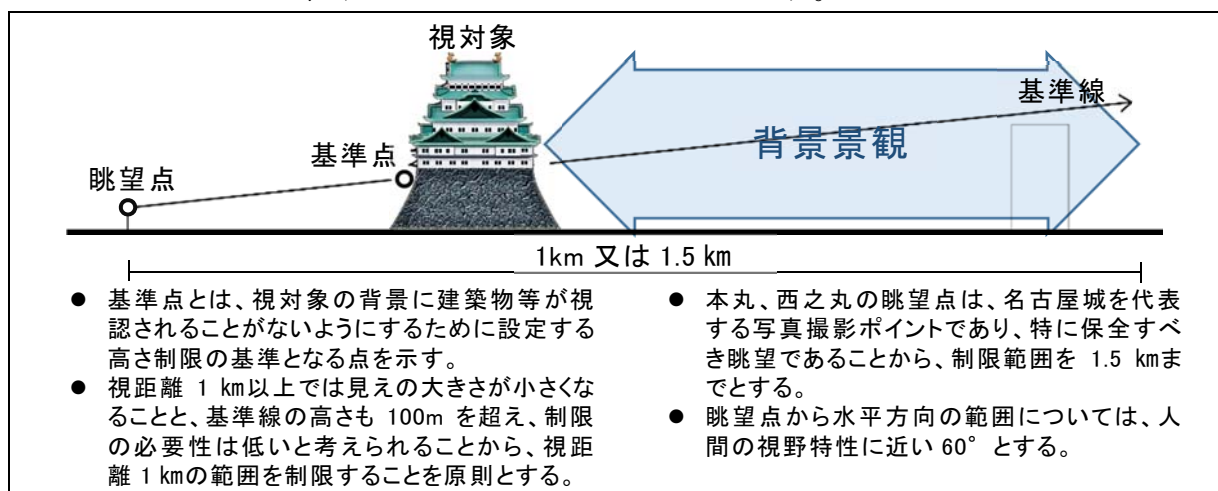 視対象
基準線
背景景観
基準点
眺望点
1km 又は 1.5 km
● 基準点とは、視対象の背景に建築物等が視
認されることがないようにするために設定する
高さ制限の基準となる点を示す。
● 視距離 1 km以上では見えの大きさが小さくな
ることと、基準線の高さも 100m を超え、制限
の必要性は低いと考えられることから、視距
離 1 kmの範囲を制限することを原則とする。
● 本丸、西之丸の眺望点は、名古屋城を代表
する写真撮影ポイントであり、特に保全すべ
き眺望であることから、制限範囲を 1.5 kmま
でとする。
● 眺望点から水平方向の範囲については、人
間の視野特性に近い 60° とする。